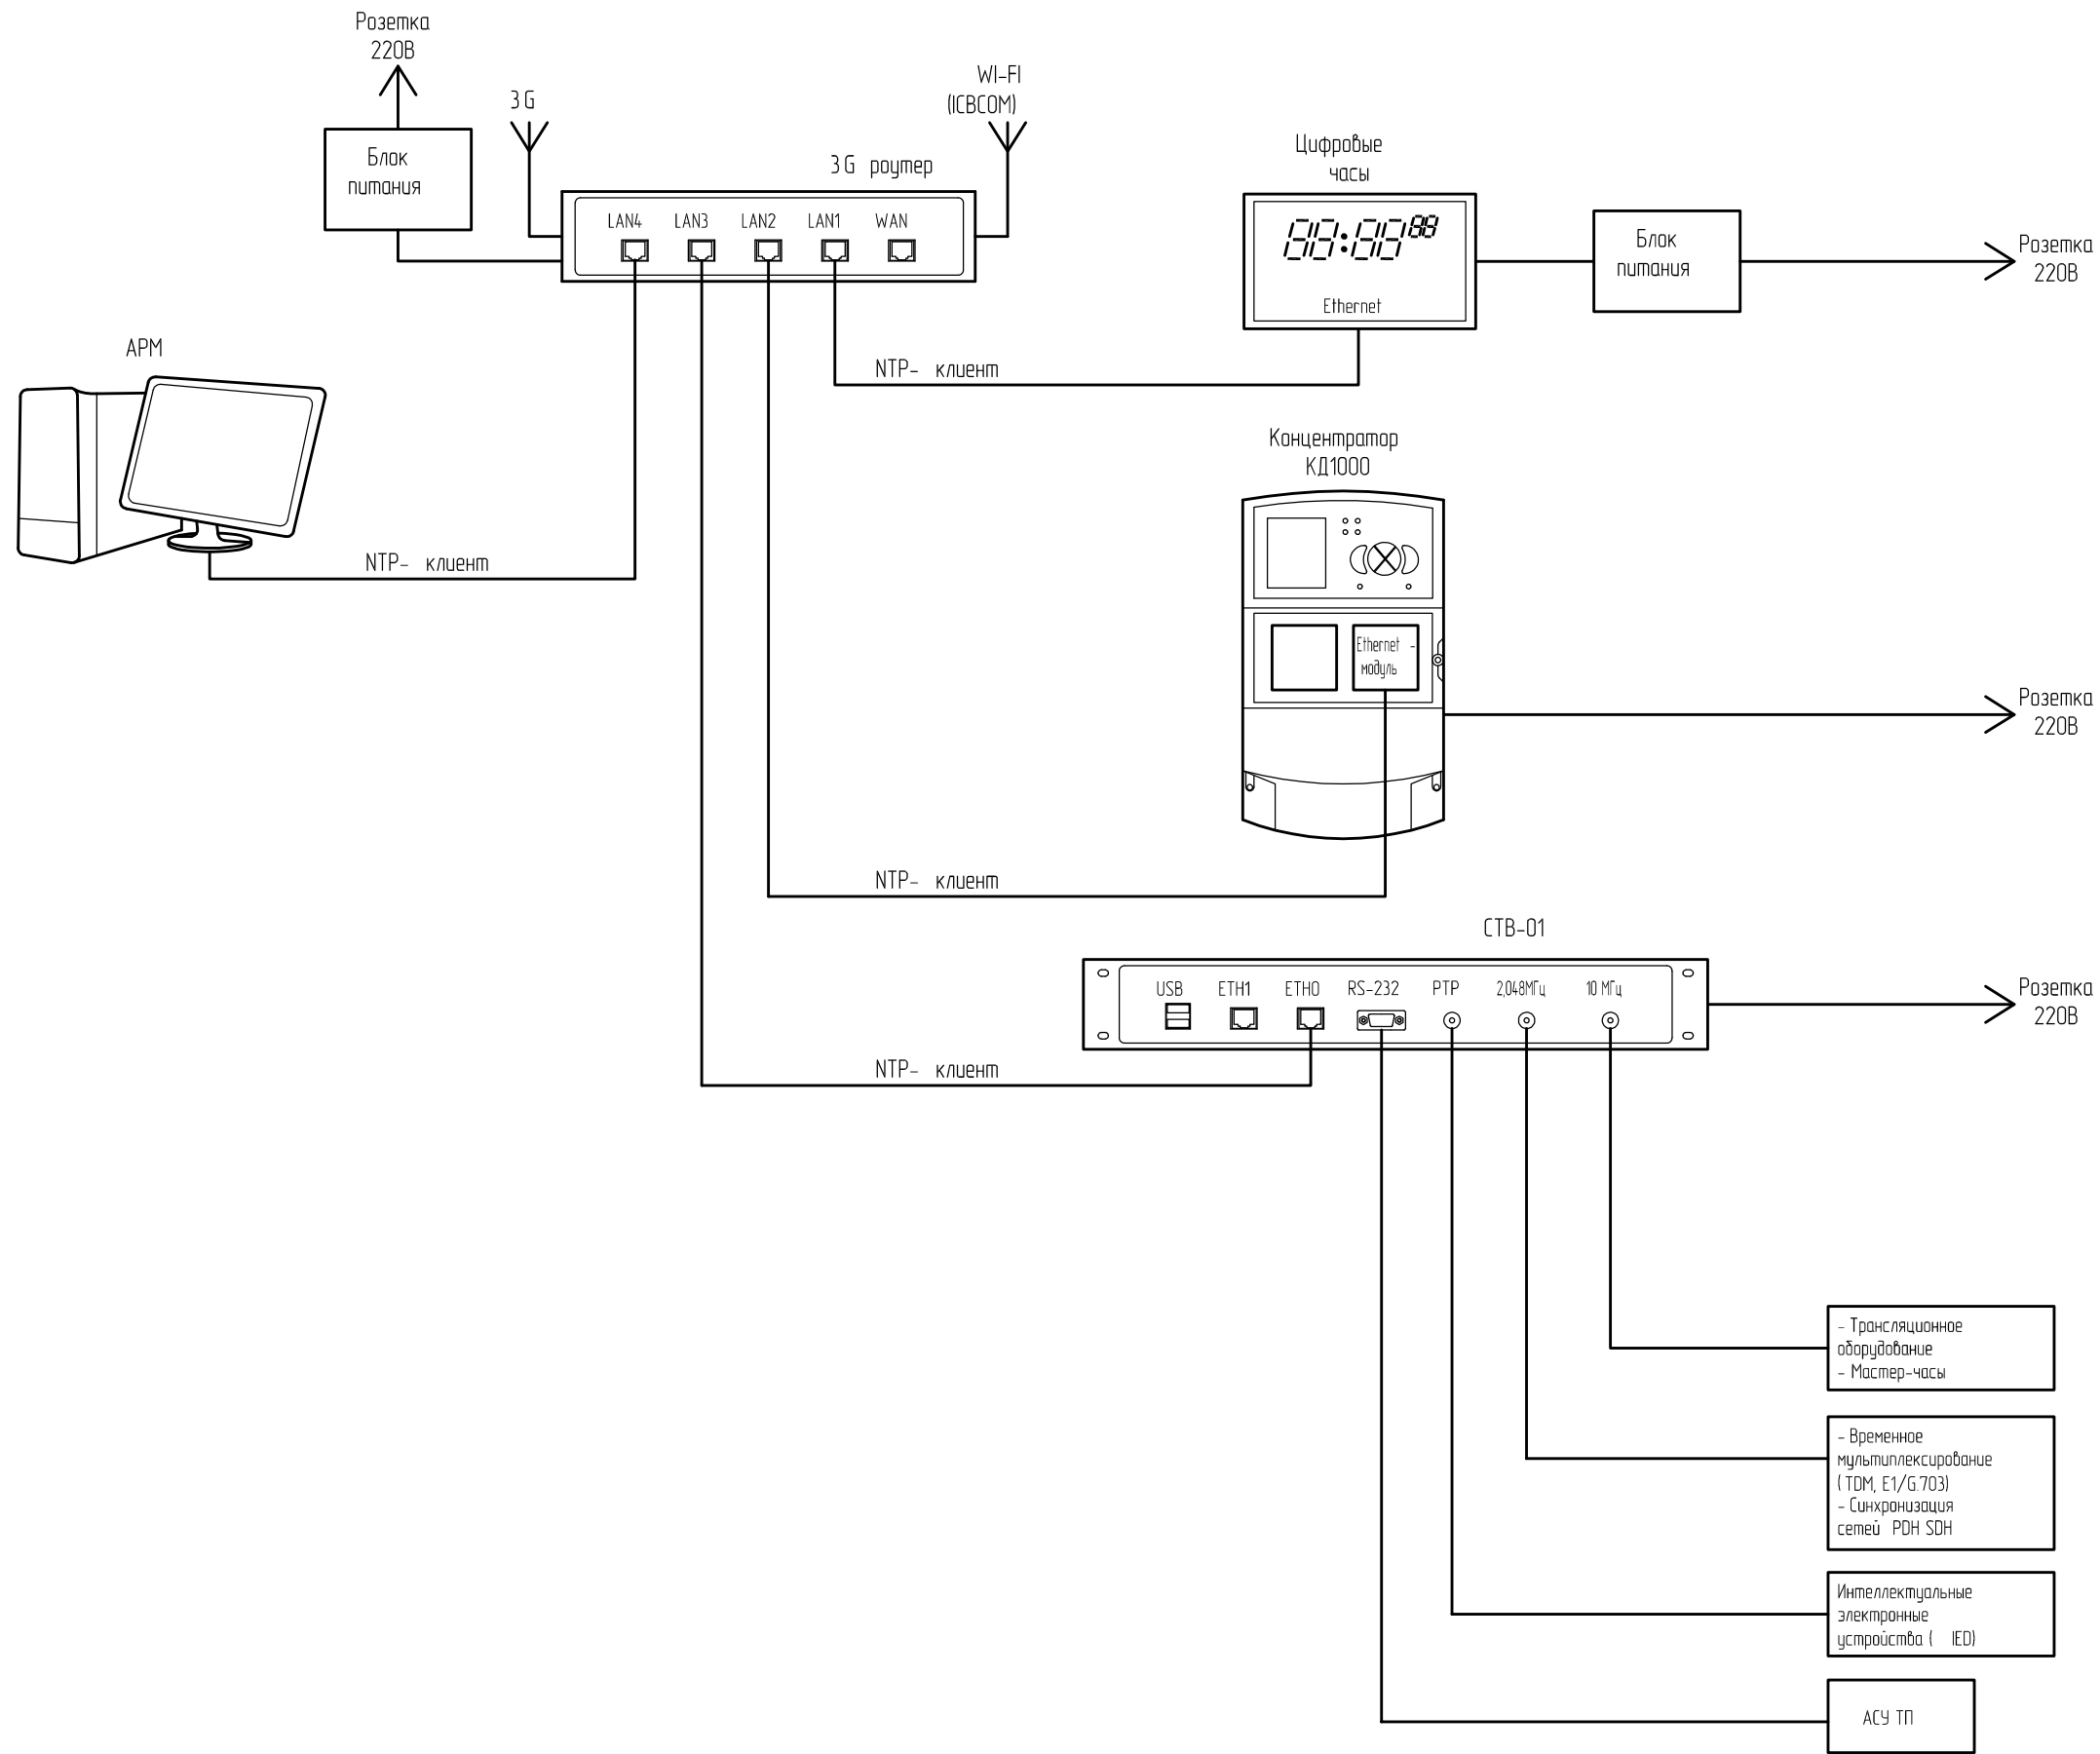 Розетка
220В
Блок
питания
3G
WI-FI
(ICBCOM)
3G роутер
LAN4 LAN3 LAN2 LAN1 WAN
Цифровые
часы
88:88 88
Ethernet
Блок
питания
Розетка
220В
АРМ
NTP- клиент
NTP- клиент
Концентратор
КД1000
Ethernet -
модуль
Розетка
220В
NTP- клиент
СТВ-01
USB ETH1 ETH0 RS-232 PTP 2,048МГц 10 МГц
Розетка
220В
NTP- клиент
- Трансляционное
оборудование
- Мастер-часы
- Временное
мультиплексирование
(TDM, E1/G.703)
- Синхронизация
сетей PDH SDH
Интеллектуальные
электронные
устройства ( IED)
АСУ ТП